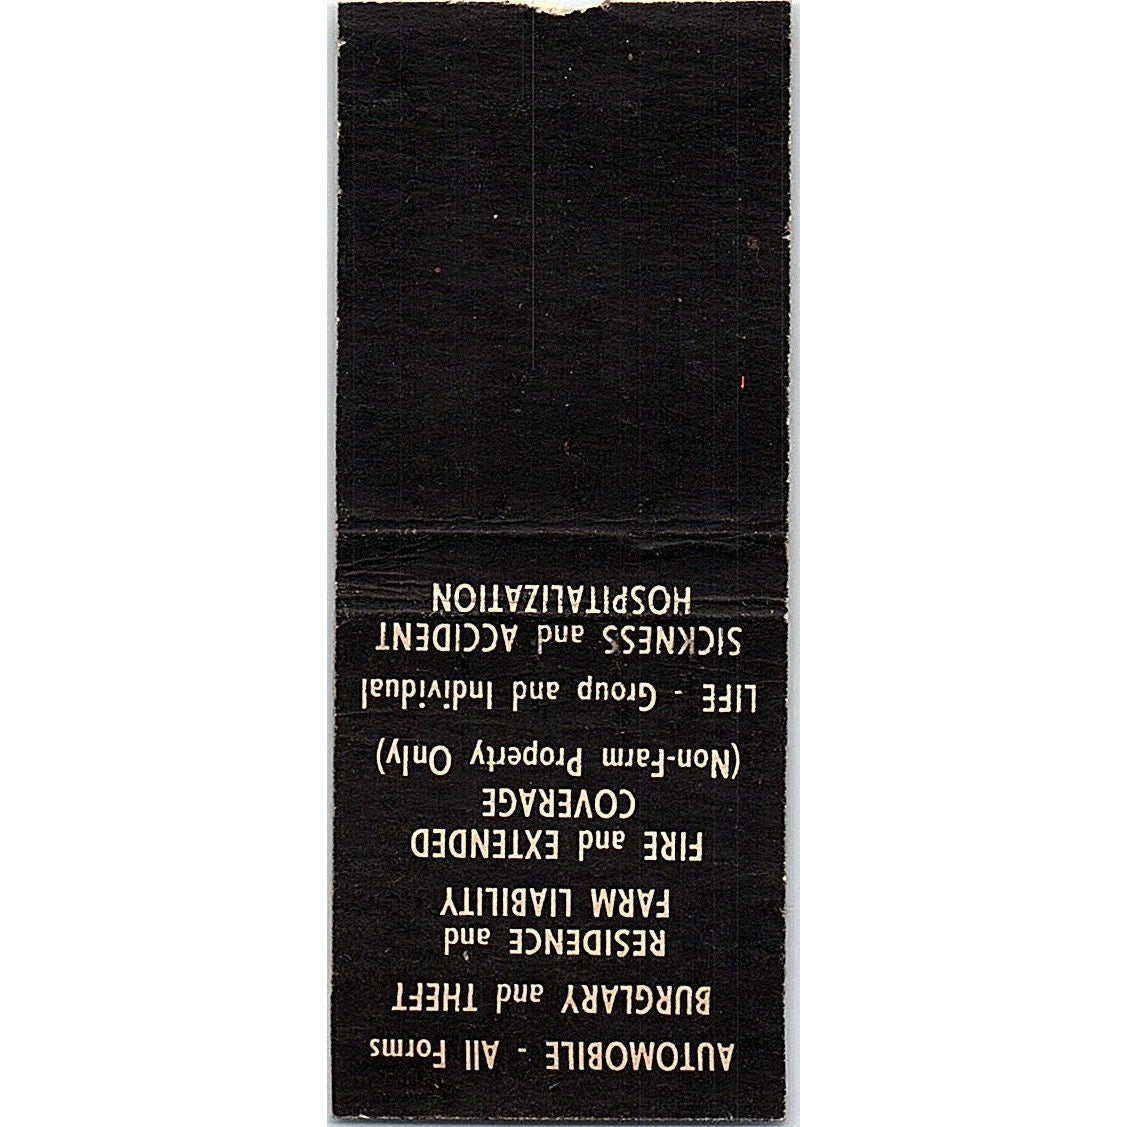 AUTOMOBILE - All Forms
BURGLARY and THEFT
RESIDENCE and
FARM LIABILITY
FIRE and EXTENDED
COVERAGE
(Non-Farm Property Only)
LIFE - Group and Individual
SICKNESS and ACCIDENT
HOSPITALIZATION